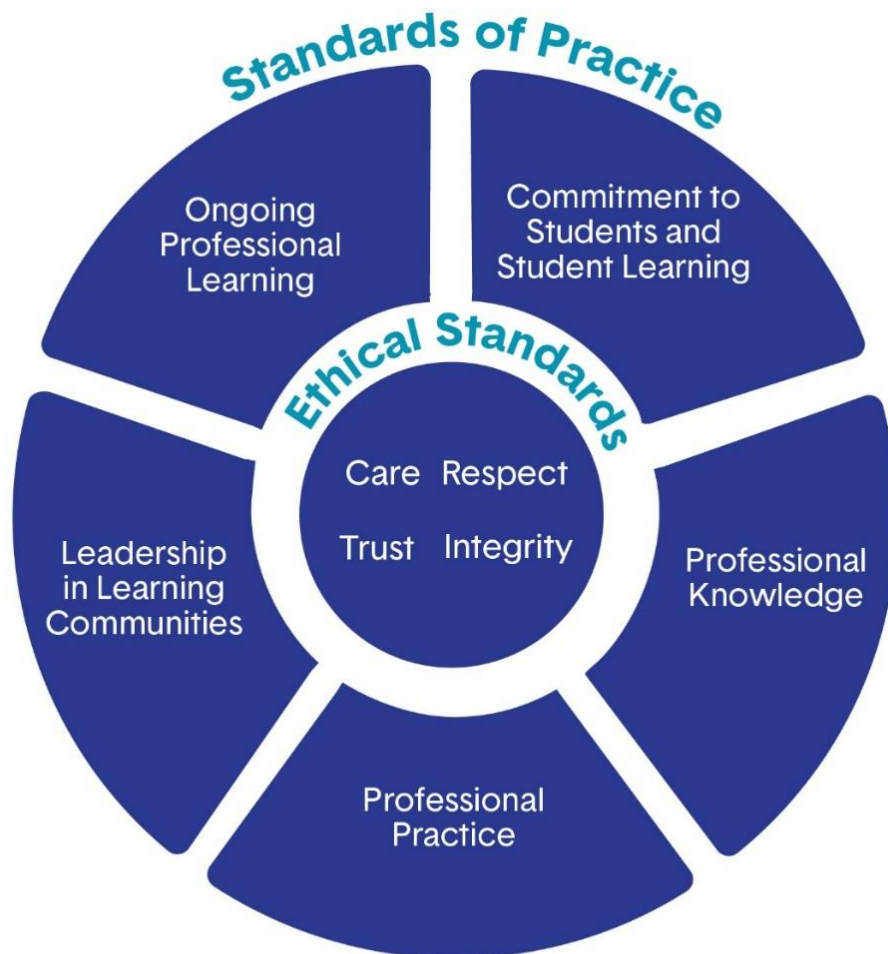 Standards of Practice
Ongoing
Professional
Learning
Commitment to
Students and
Student Learning
Ethical Standards
Care Respect
Trust Integrity
Leadership
in Learning
Communities
Professional
Knowledge
Professional
Practice